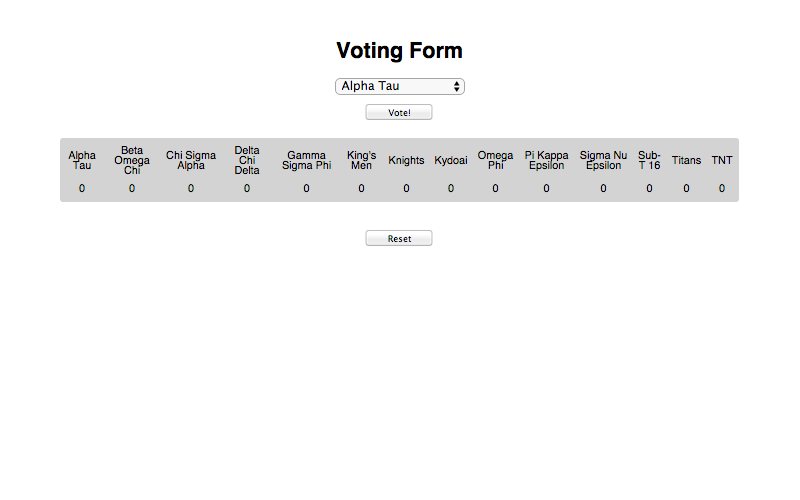 Voting Form
Alpha Tau
Vote!
Alpha Tau Beta Omega Chi Chi Sigma Alpha Delta Chi Delta Gamma Sigma Phi King's Men Knights Kydoai Omega Phi Pi Kappa Epsilon Sigma Nu Epsilon Sub-T 16 Titans TNT
0 0 0 0 0 0 0 0 0 0 0 0 0 0
Reset